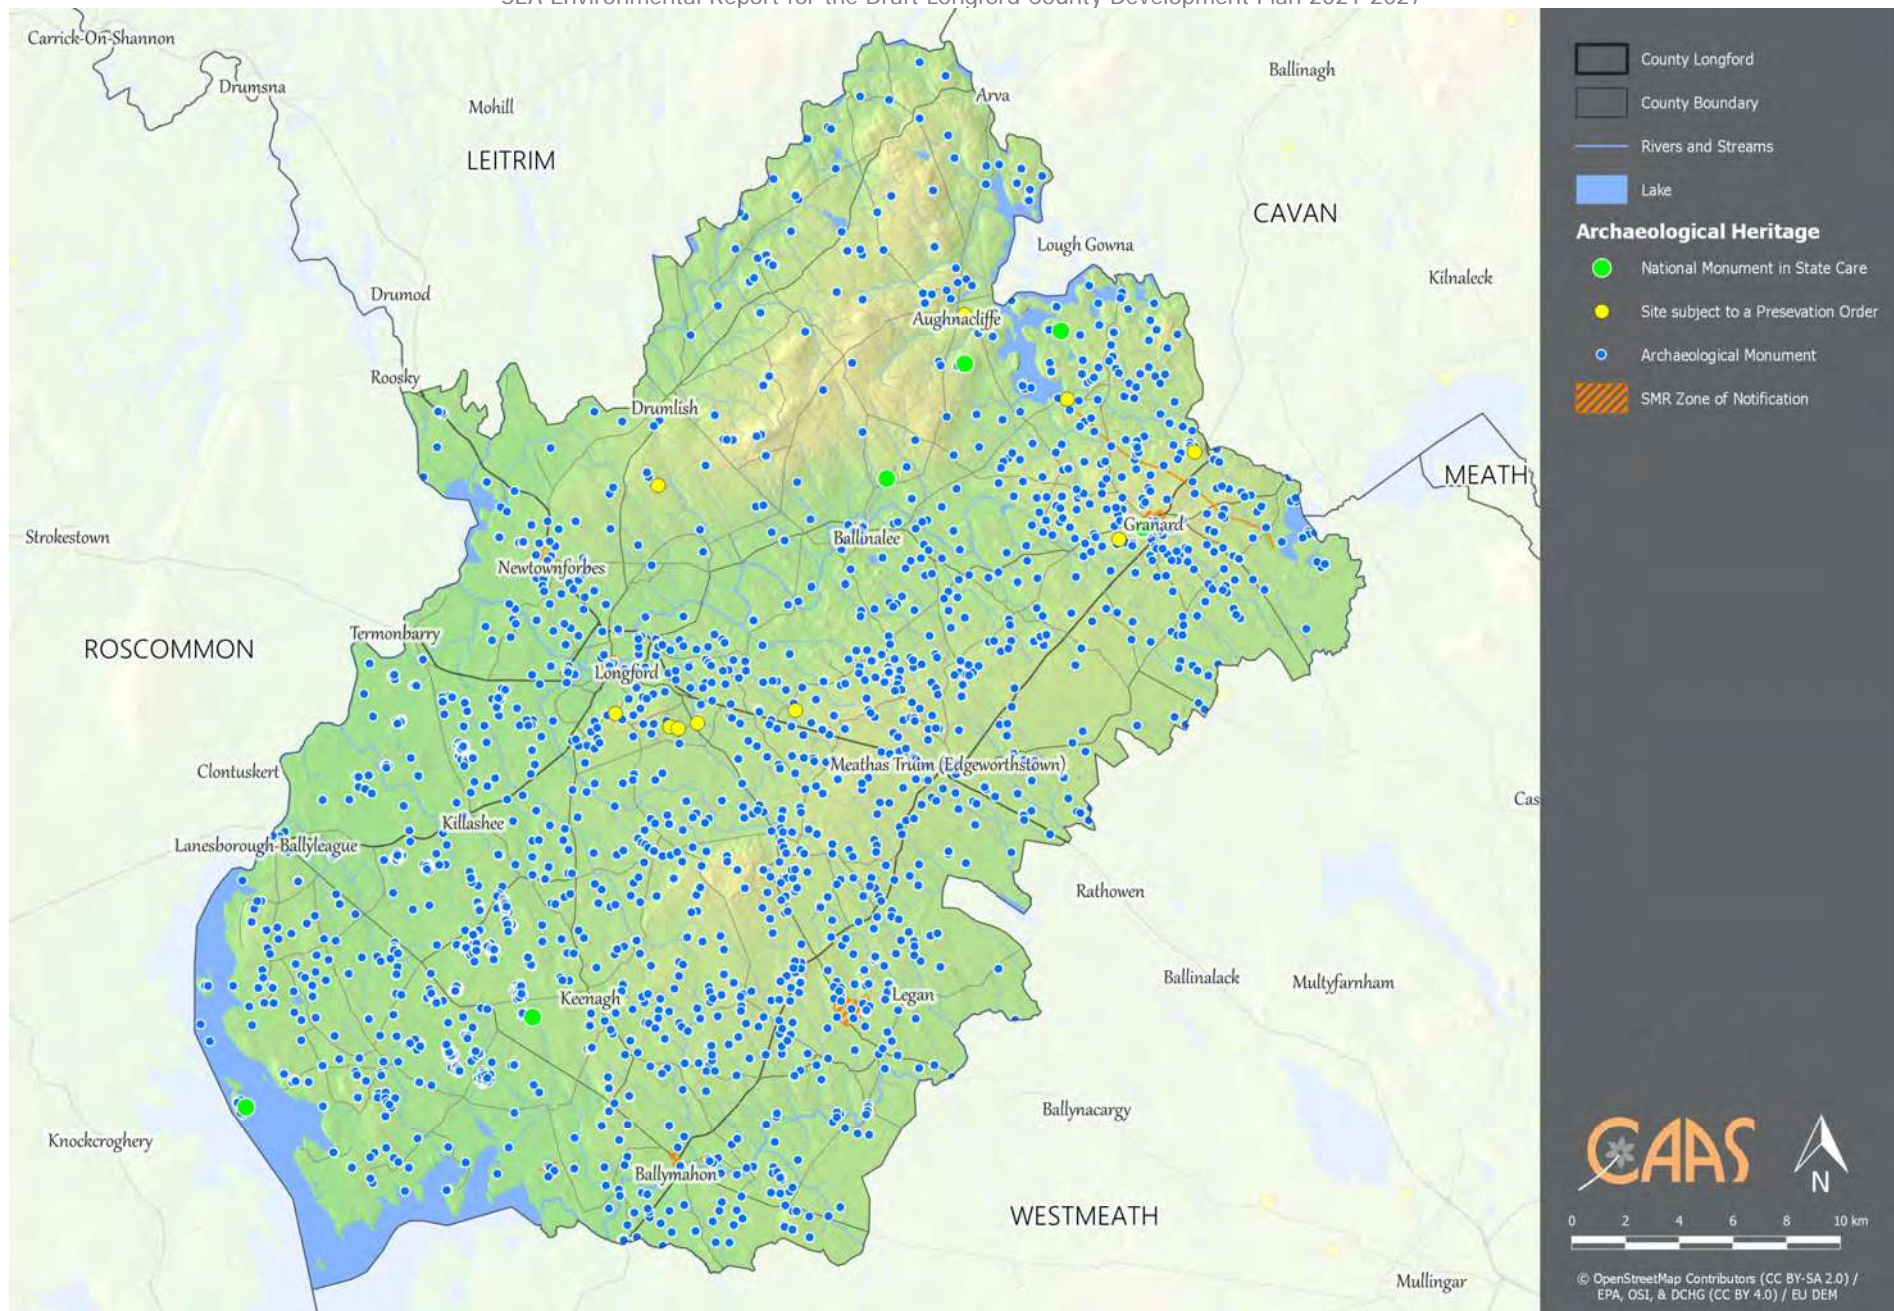 SEA Environmental Report for the Draft Longford County Development Plan 2021-2027
Carrick-On-Shannon
Drumsna
Mohill
LEITRIM
Arva
Ballinagh
CAVAN
Lough Gowna
Kilnaleck
Drumod
Aughnacliffe
Roosky
Drumlish
MEATH
Strokestown
Ballinalee
Granard
Newtownforbes
Termonbarry
ROSCOMMON
Longford
Clontuskert
Meathas Truim (Edgeworthstown)
Cas
Killashee
Lanesborough-Ballyleague
Rathowen
Ballinalack
Multyfarnham
Keenagh
Legan
Ballynacargy
Knockcroghery
Ballymahon
WESTMEATH
Mullingar
County Longford
County Boundary
Rivers and Streams
Lake
Archaeological Heritage
National Monument in State Care
Site subject to a Presevation Order
Archaeological Monument
SMR Zone of Notification
CAAS
N
0 2 4 6 8 10 km
© OpenStreetMap Contributors (CC BY-SA 2.0) /
EPA, OSI, & DCHG (CC BY 4.0) / EU DEM